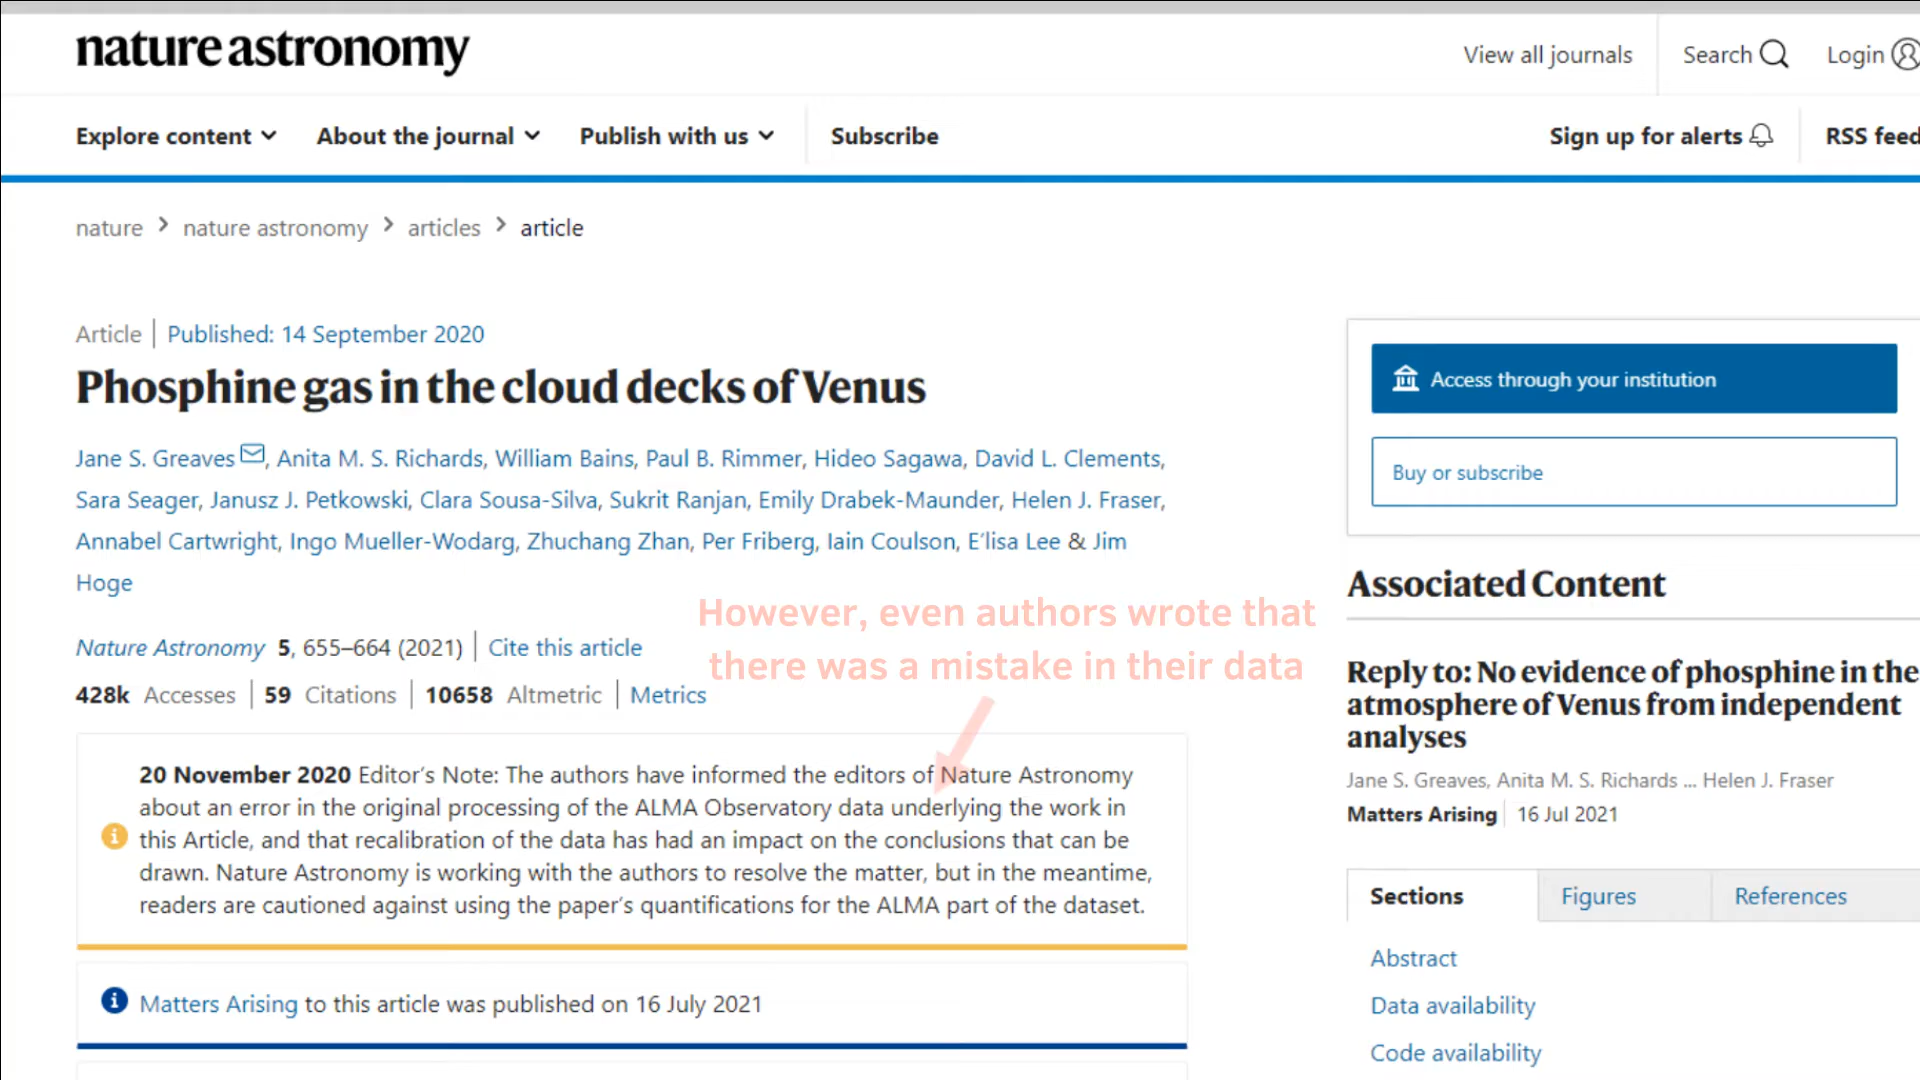 nature astronomy
View all journals
Search
Login
Explore content
About the journal
Publish with us
Subscribe
Sign up for alerts
RSS feed
nature > nature astronomy > articles > article
Article | Published: 14 September 2020
Phosphine gas in the cloud decks of Venus
Jane S. Greaves, Anita M. S. Richards, William Bains, Paul B. Rimmer, Hideo Sagawa, David L. Clements,
Sara Seager, Janusz J. Petkowski, Clara Sousa-Silva, Sukrit Ranjan, Emily Drabek-Maunder, Helen J. Fraser,
Annabel Cartwright, Ingo Mueller-Wodarg, Zhuchang Zhan, Per Friberg, Iain Coulson, E′lisa Lee & Jim
Hoge
However, even authors wrote that
there was a mistake in their data
Nature Astronomy 5, 655–664 (2021) | Cite this article
428k Accesses | 59 Citations | 10658 Altmetric | Metrics
20 November 2020 Editor's Note: The authors have informed the editors of Nature Astronomy
about an error in the original processing of the ALMA Observatory data underlying the work in
this Article, and that recalibration of the data has had an impact on the conclusions that can be
drawn. Nature Astronomy is working with the authors to resolve the matter, but in the meantime,
readers are cautioned against using the paper's quantifications for the ALMA part of the dataset.
Matters Arising to this article was published on 16 July 2021
Access through your institution
Buy or subscribe
Associated Content
Reply to: No evidence of phosphine in the
atmosphere of Venus from independent
analyses
Jane S. Greaves, Anita M. S. Richards ... Helen J. Fraser
Matters Arising | 16 Jul 2021
Sections
Figures
References
Abstract
Data availability
Code availability